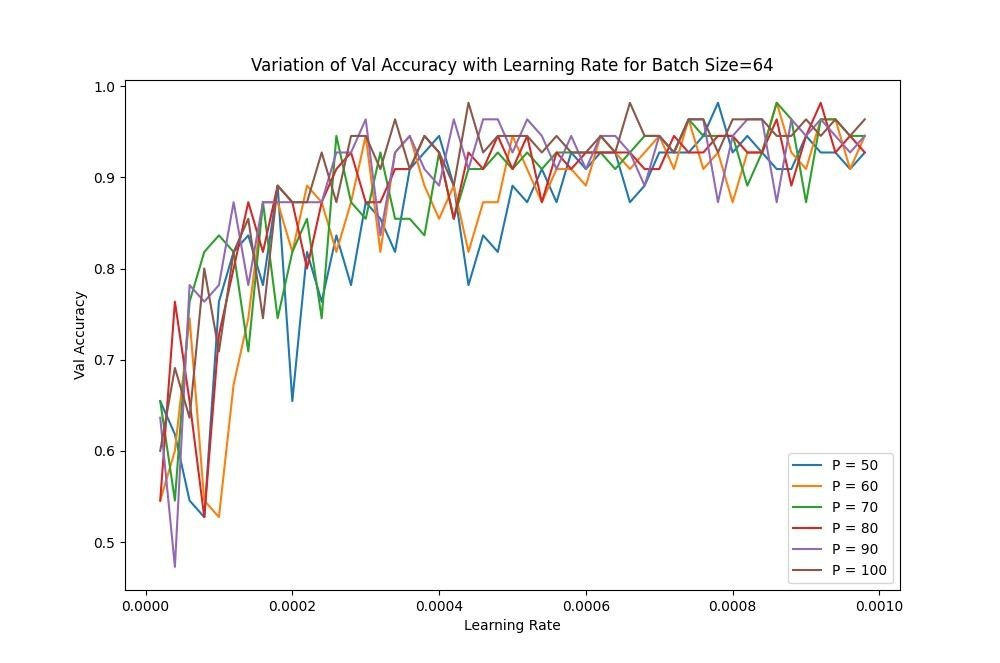 Variation of Val Accuracy with Learning Rate for Batch Size=64
1.0
0.9
0.8
0.7
0.6
0.5
Val Accuracy
0.0000 0.0002 0.0004 0.0006 0.0008 0.0010
Learning Rate
P = 50
P = 60
P = 70
P = 80
P = 90
P = 100